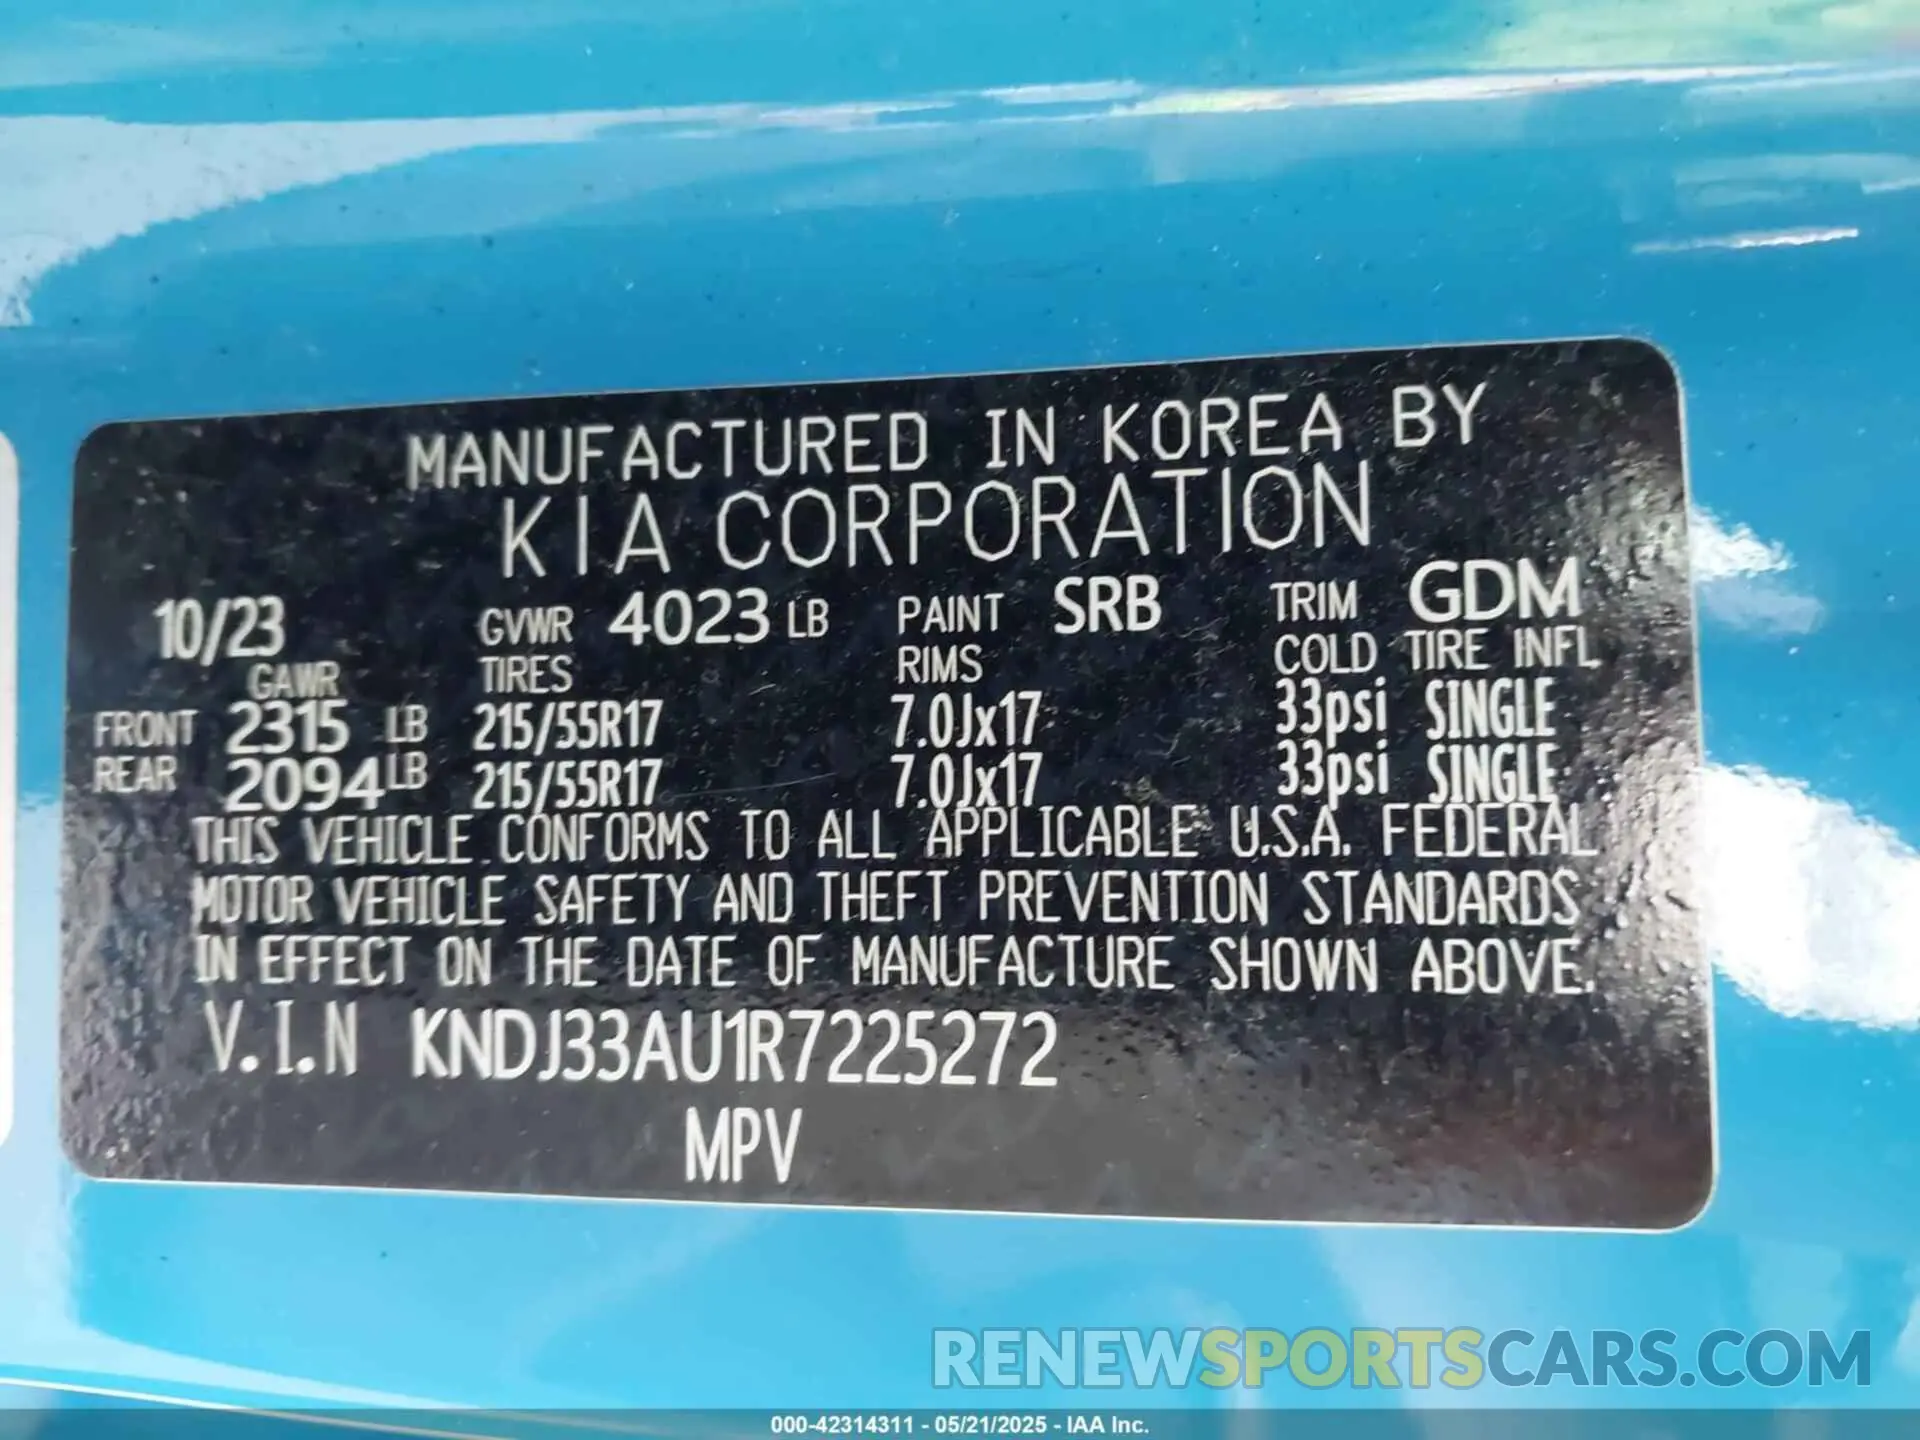 MANUFACTURED IN KOREA BY
KIA CORPORATION
10/23 GVWR 4023 LB PAINT SRB TRIM GDM
GAWR TIRES RIMS COLD TIRE INFL
FRONT 2315 LB 215/55R17 7.0Jx17 33psi SINGLE
REAR 2094 LB 215/55R17 7.0Jx17 33psi SINGLE
THIS VEHICLE CONFORMS TO ALL APPLICABLE U.S.A. FEDERAL
MOTOR VEHICLE SAFETY AND THEFT PREVENTION STANDARDS
IN EFFECT ON THE DATE OF MANUFACTURE SHOWN ABOVE.
V.I.N KNDJ33AU1R7225272
MPV
RENEWSPORTSCARS.COM
000-42314311 - 05/21/2025 - IAA Inc.